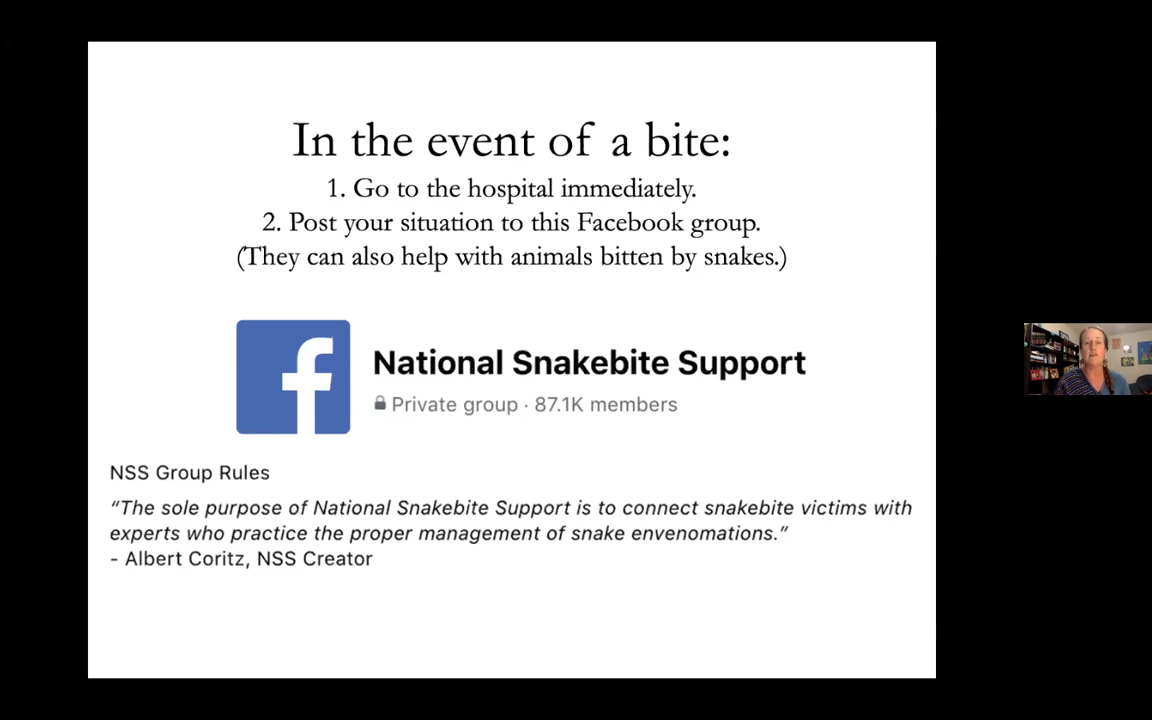 In the event of a bite:
1. Go to the hospital immediately.
2. Post your situation to this Facebook group.
(They can also help with animals bitten by snakes.)
National Snakebite Support
Private group · 87.1K members
NSS Group Rules
“The sole purpose of National Snakebite Support is to connect snakebite victims with
experts who practice the proper management of snake envenomations.”
- Albert Coritz, NSS Creator